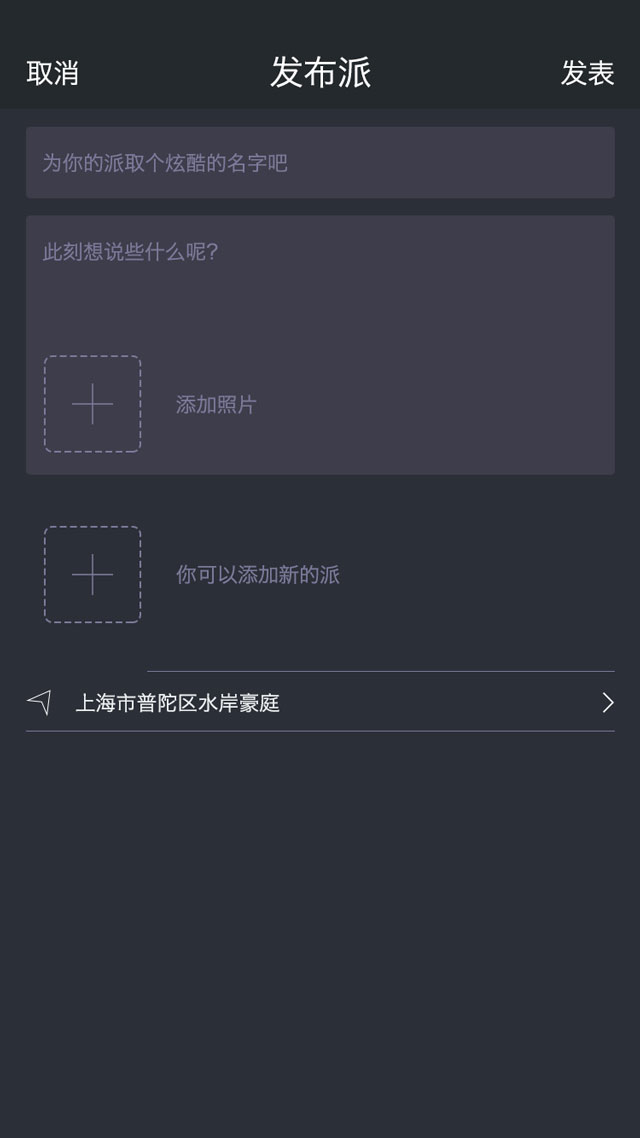 取消 发布派 发表
为你的派取个炫酷的名字吧
此刻想说些什么呢?
添加照片
你可以添加新的派
上海市普陀区水岸豪庭